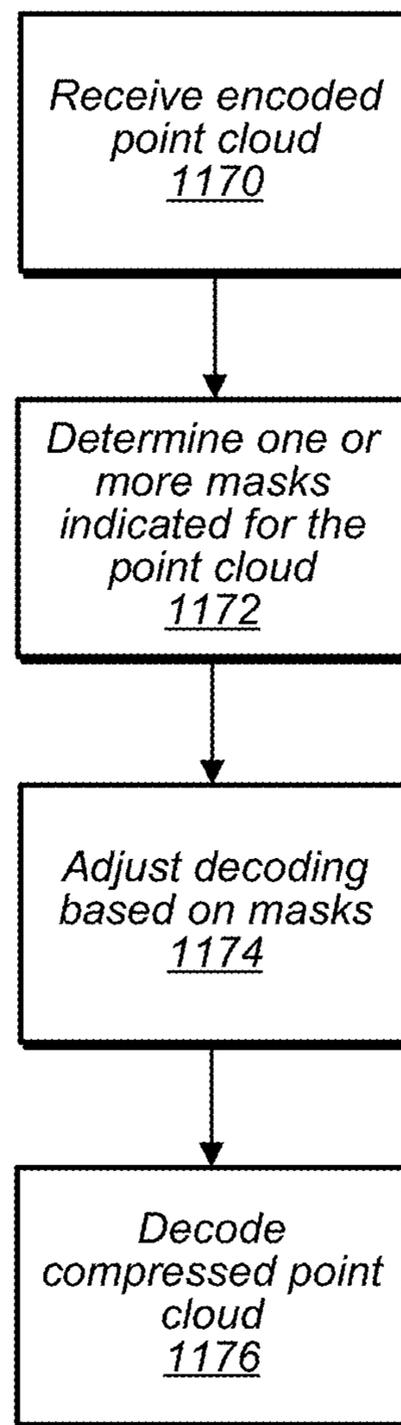 Receive encoded
point cloud
1170
Determine one or
more masks
indicated for the
point cloud
1172
Adjust decoding
based on masks
1174
Decode
compressed point
cloud
1176